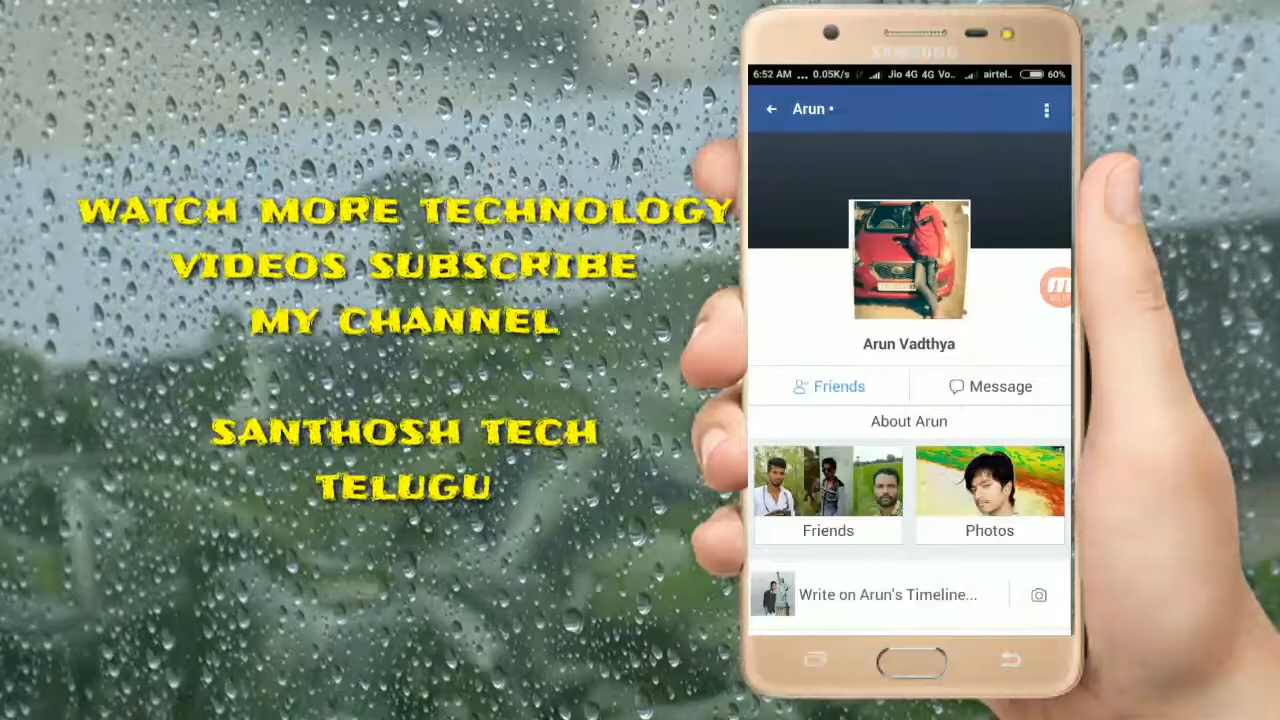 WATCH MORE TECHNOLOGY
VIDEOS SUBSCRIBE
MY CHANNEL
SANTHOSH TECH
TELUGU
SAMSUNG
6:52 AM ... 0.05K/s Jio 4G 4G Vo.. airtel.. 60%
Arun •
Arun Vadthya
Friends
Message
About Arun
Friends
Photos
Write on Arun's Timeline...